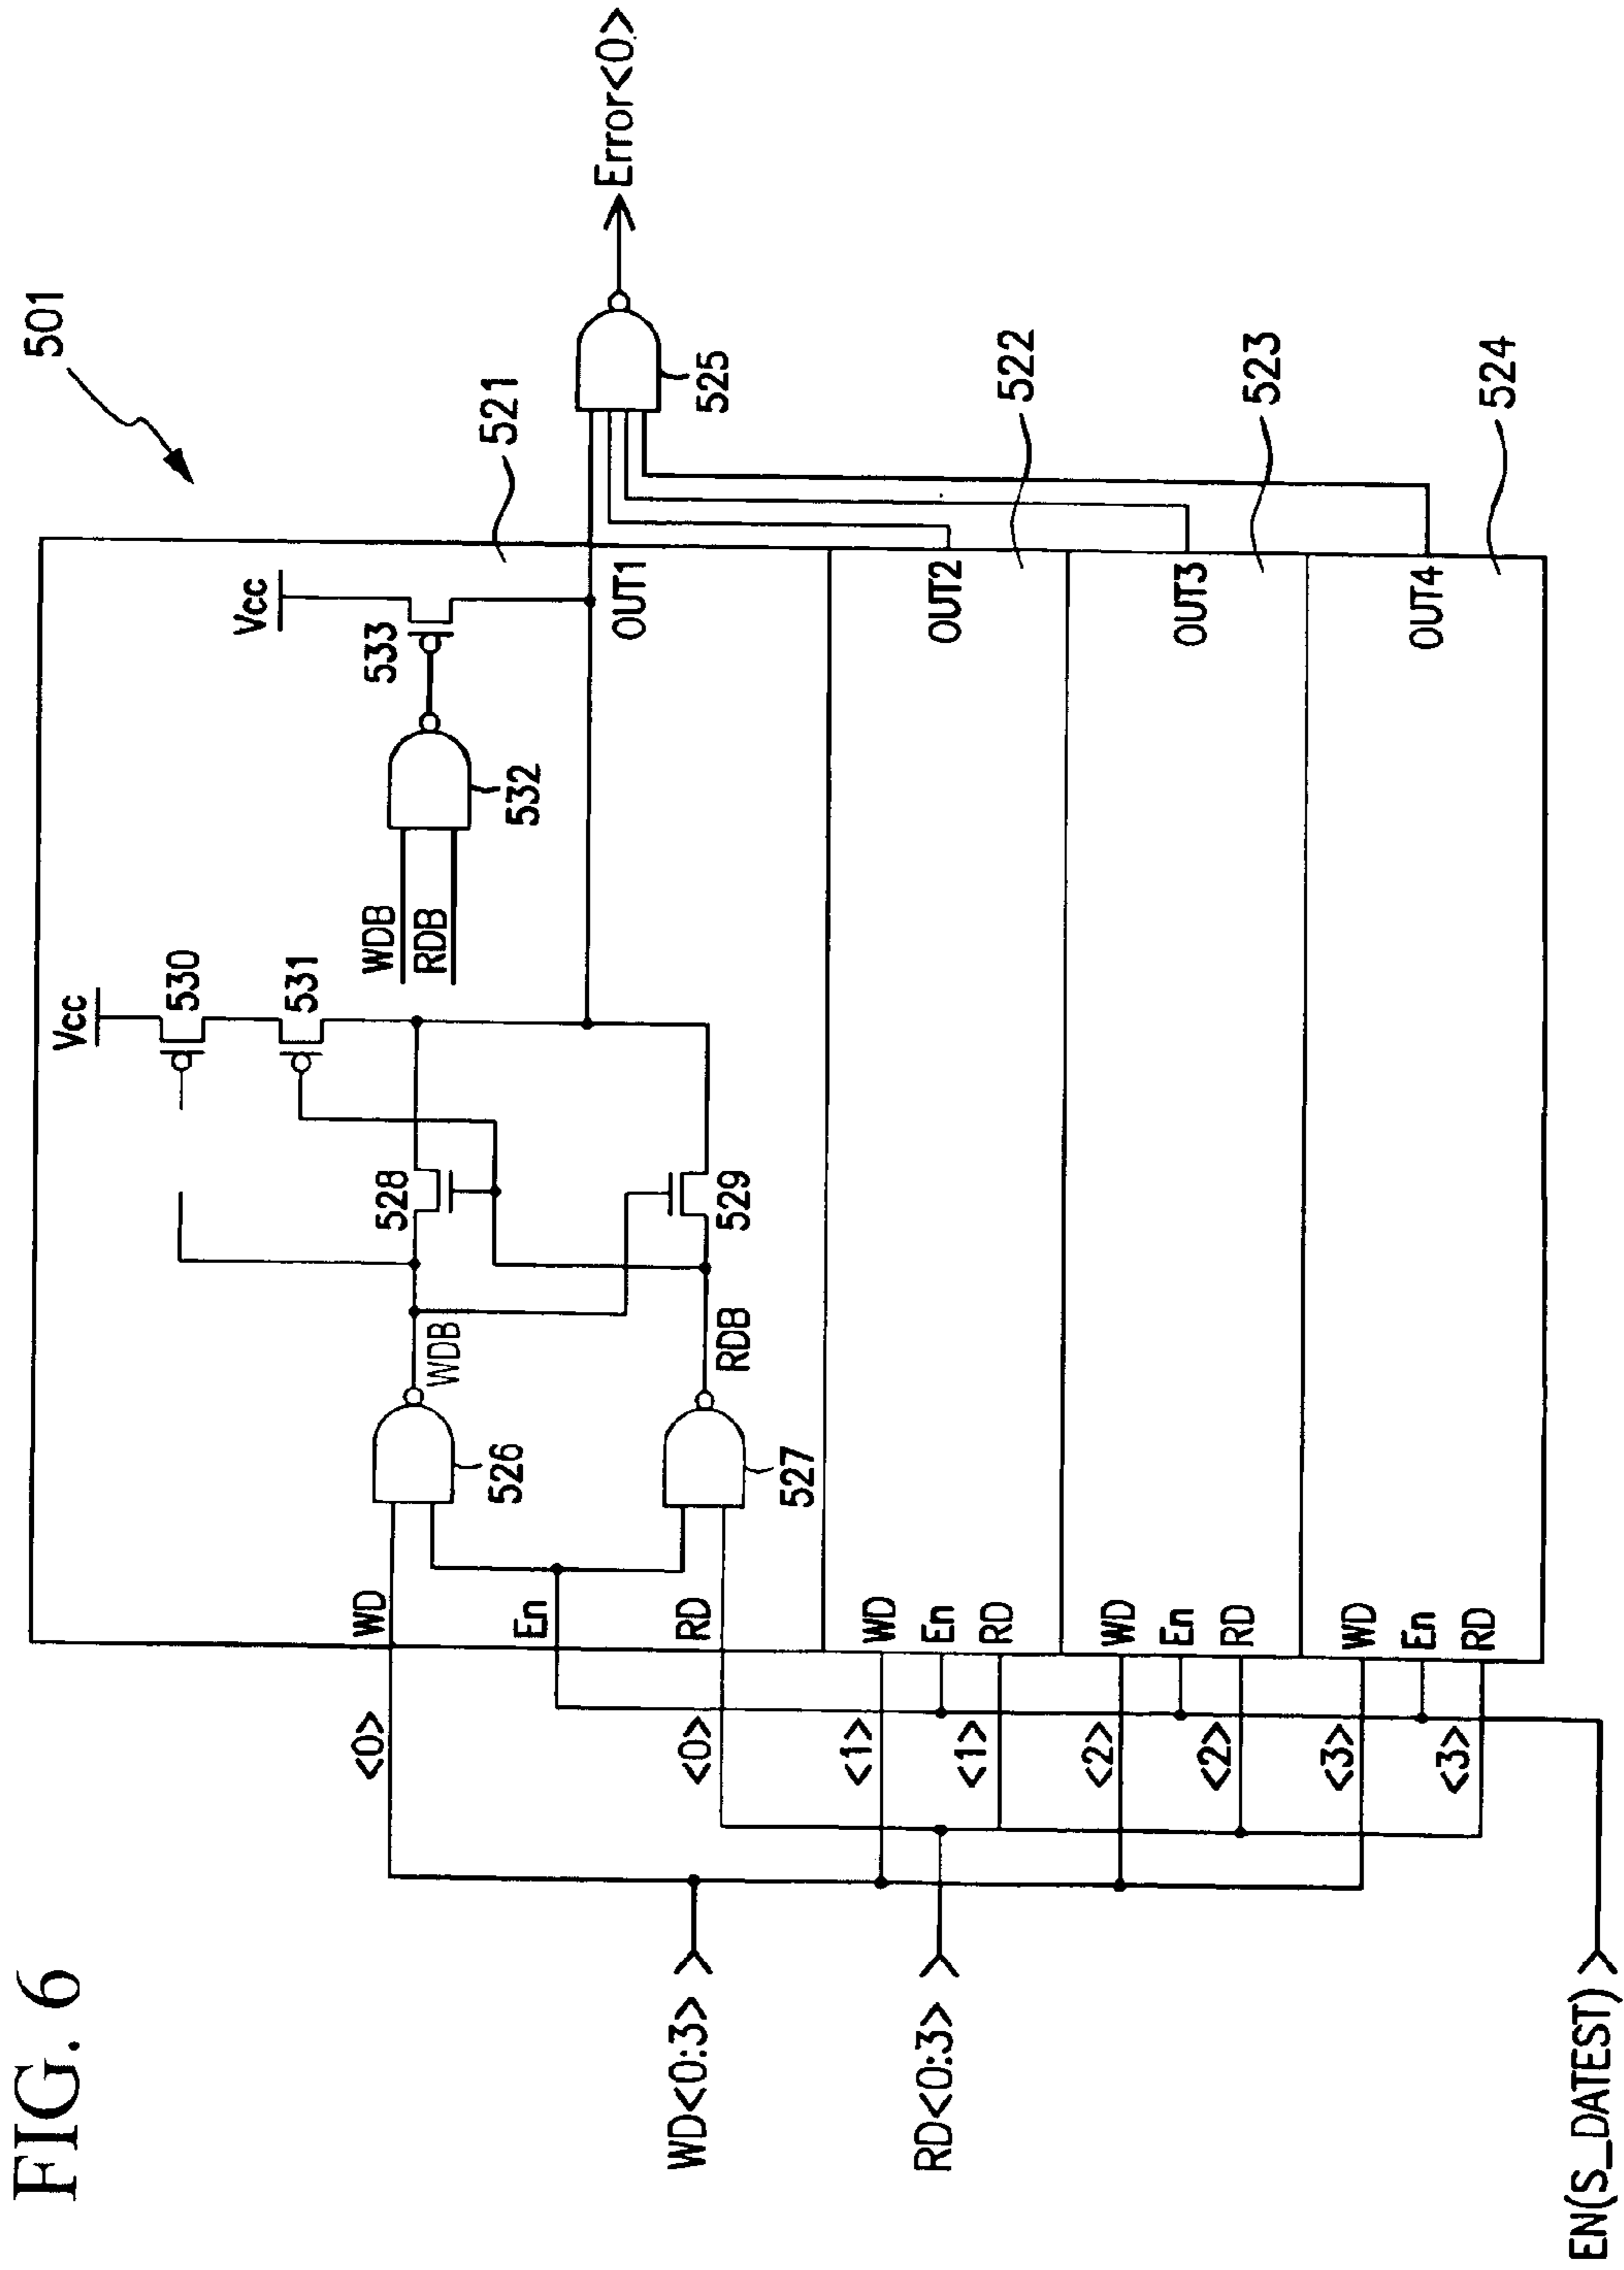 FIG. 6
501
WD<0:3>
RD<0:3>
EN(S_DATEST)
<0>
<0>
<1>
<1>
<2>
<2>
<3>
<3>
WD
En
RD
WD
En
RD
WD
En
RD
WD
En
RD
526
527
WDB
RDB
528
529
Vcc
530
531
WDB
RDB
532
Vcc
533
OUT1
OUT2
OUT3
OUT4
521
522
523
524
525
Error<0>